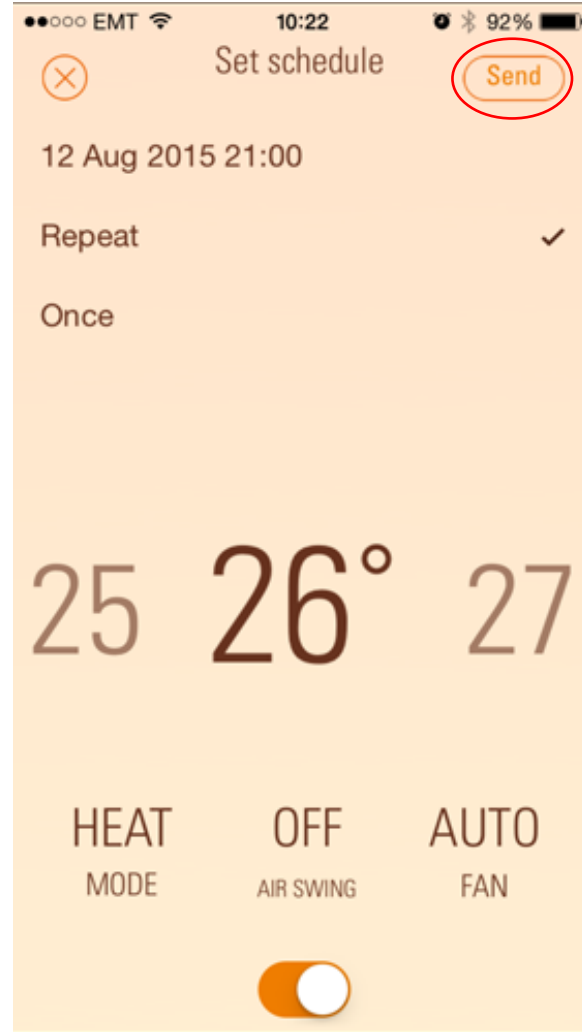 EMT 10:22 92%
Set schedule Send
12 Aug 2015 21:00
Repeat
Once
25 26° 27
HEAT OFF AUTO
MODE AIR SWING FAN